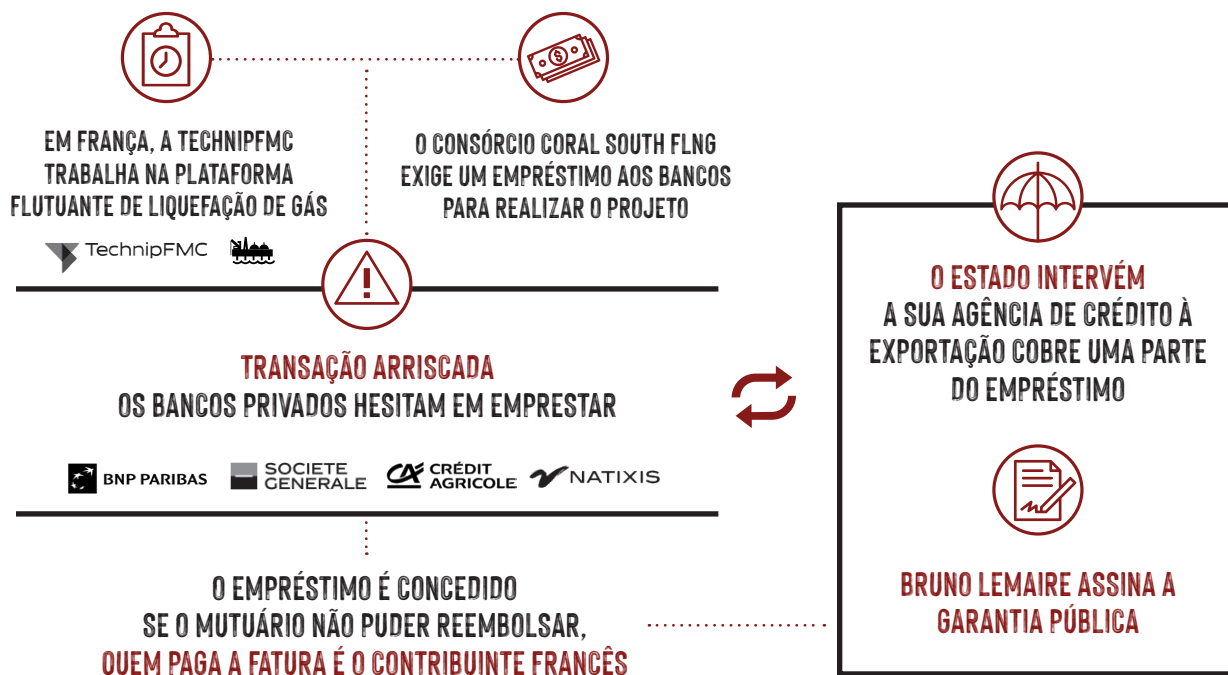 EM FRANÇA, A TECHNIPFMC
TRABALHA NA PLATAFORMA
FLUTUANTE DE LIQUEFAÇÃO DE GÁS
TechnipFMC
O CONSÓRCIO CORAL SOUTH FLNG
EXIGE UM EMPRÉSTIMO AOS BANCOS
PARA REALIZAR O PROJETO
TRANSAÇÃO ARRISCADA
OS BANCOS PRIVADOS HESITAM EM EMPRESTAR
BNP PARIBAS
SOCIETE
GENERALE
CA CRÉDIT
AGRICOLE
NATIXIS
O EMPRÉSTIMO É CONCEDIDO
SE O MUTUÁRIO NÃO PUDER REEMBOLSAR,
QUEM PAGA A FATURA É O CONTRIBUINTE FRANCÊS
O ESTADO INTERVÉM
A SUA AGÊNCIA DE CRÉDITO À
EXPORTAÇÃO COBRE UMA PARTE
DO EMPRÉSTIMO
BRUNO LEMAIRE ASSINA A
GARANTIA PÚBLICA